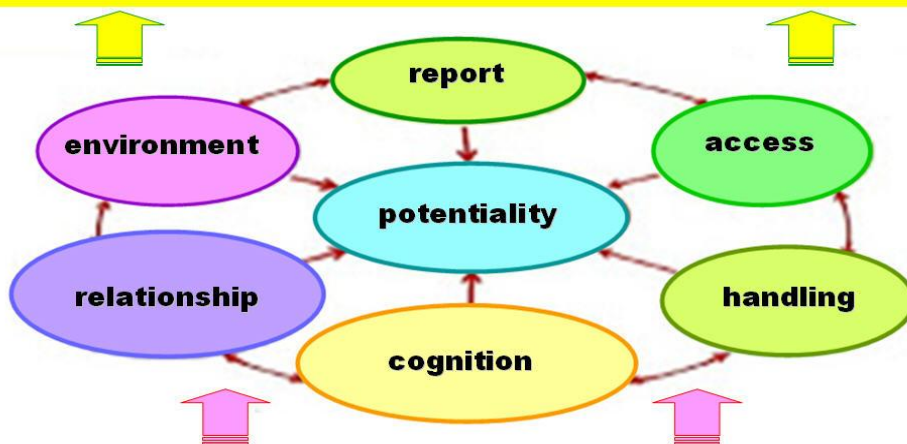 report
environment
access
potentiality
relationship
handling
cognition